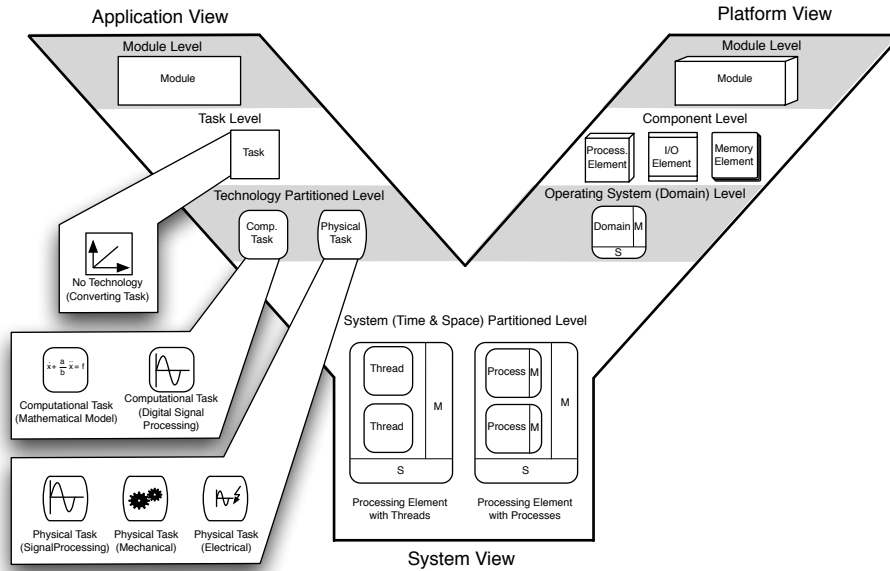 Application View
Platform View
Module Level
Module
Task Level
Task
Technology Partitioned Level
Comp.
Task
Physical
Task
Module Level
Module
Component Level
Process.
Element
I/O
Element
Memory
Element
Operating System (Domain) Level
Domain
M
S
No Technology
(Converting Task)
System (Time & Space) Partitioned Level
Thread
Thread
M
S
Process
M
Process
M
M
S
Processing Element
with Threads
Processing Element
with Processes
System View
ẋ + a/b ẍ = f
Computational Task
(Mathematical Model)
Computational Task
(Digital Signal
Processing)
Physical Task
(SignalProcessing)
Physical Task
(Mechanical)
Physical Task
(Electrical)